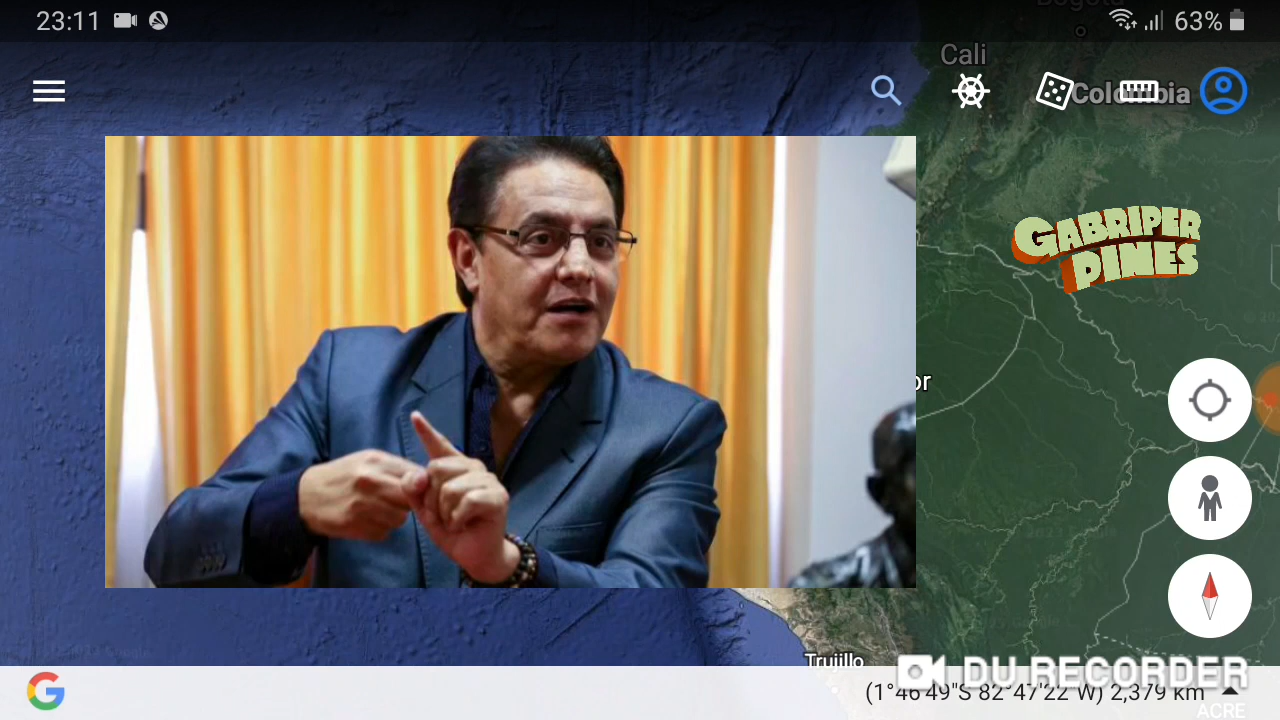 23:11
63%
Cali
Colombia
GABRIPER
PINES
or
Trujillo
DU RECORDER
(1°46'49"S 82°47'22"W) 2,379 km
ACRE